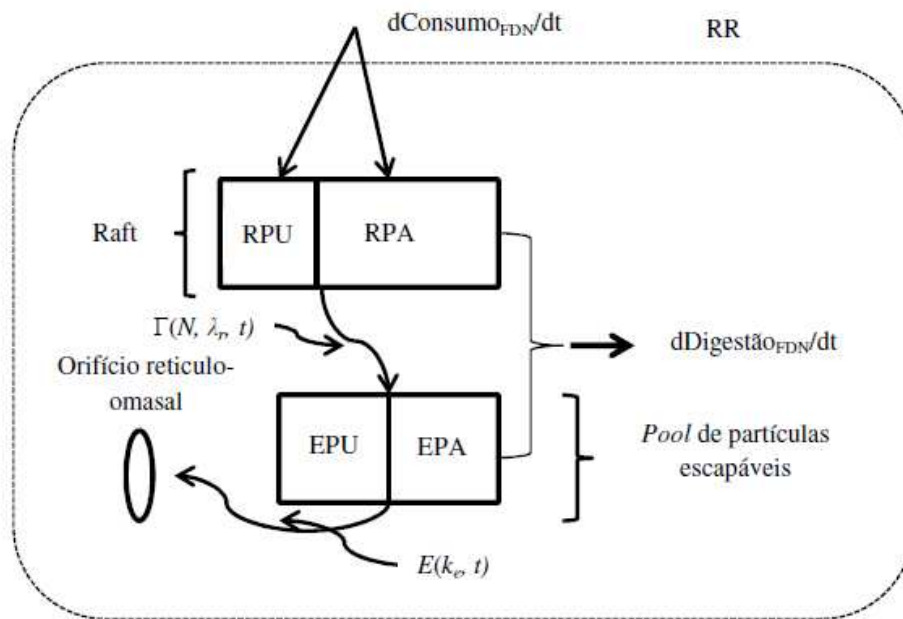 dConsumo_FDN/dt
RR
Raft
RPU
RPA
Γ(N, λ_r, t)
Orifício reticulo-
omasal
dDigestão_FDN/dt
EPU
EPA
Pool de partículas
escapáveis
E(k_e, t)